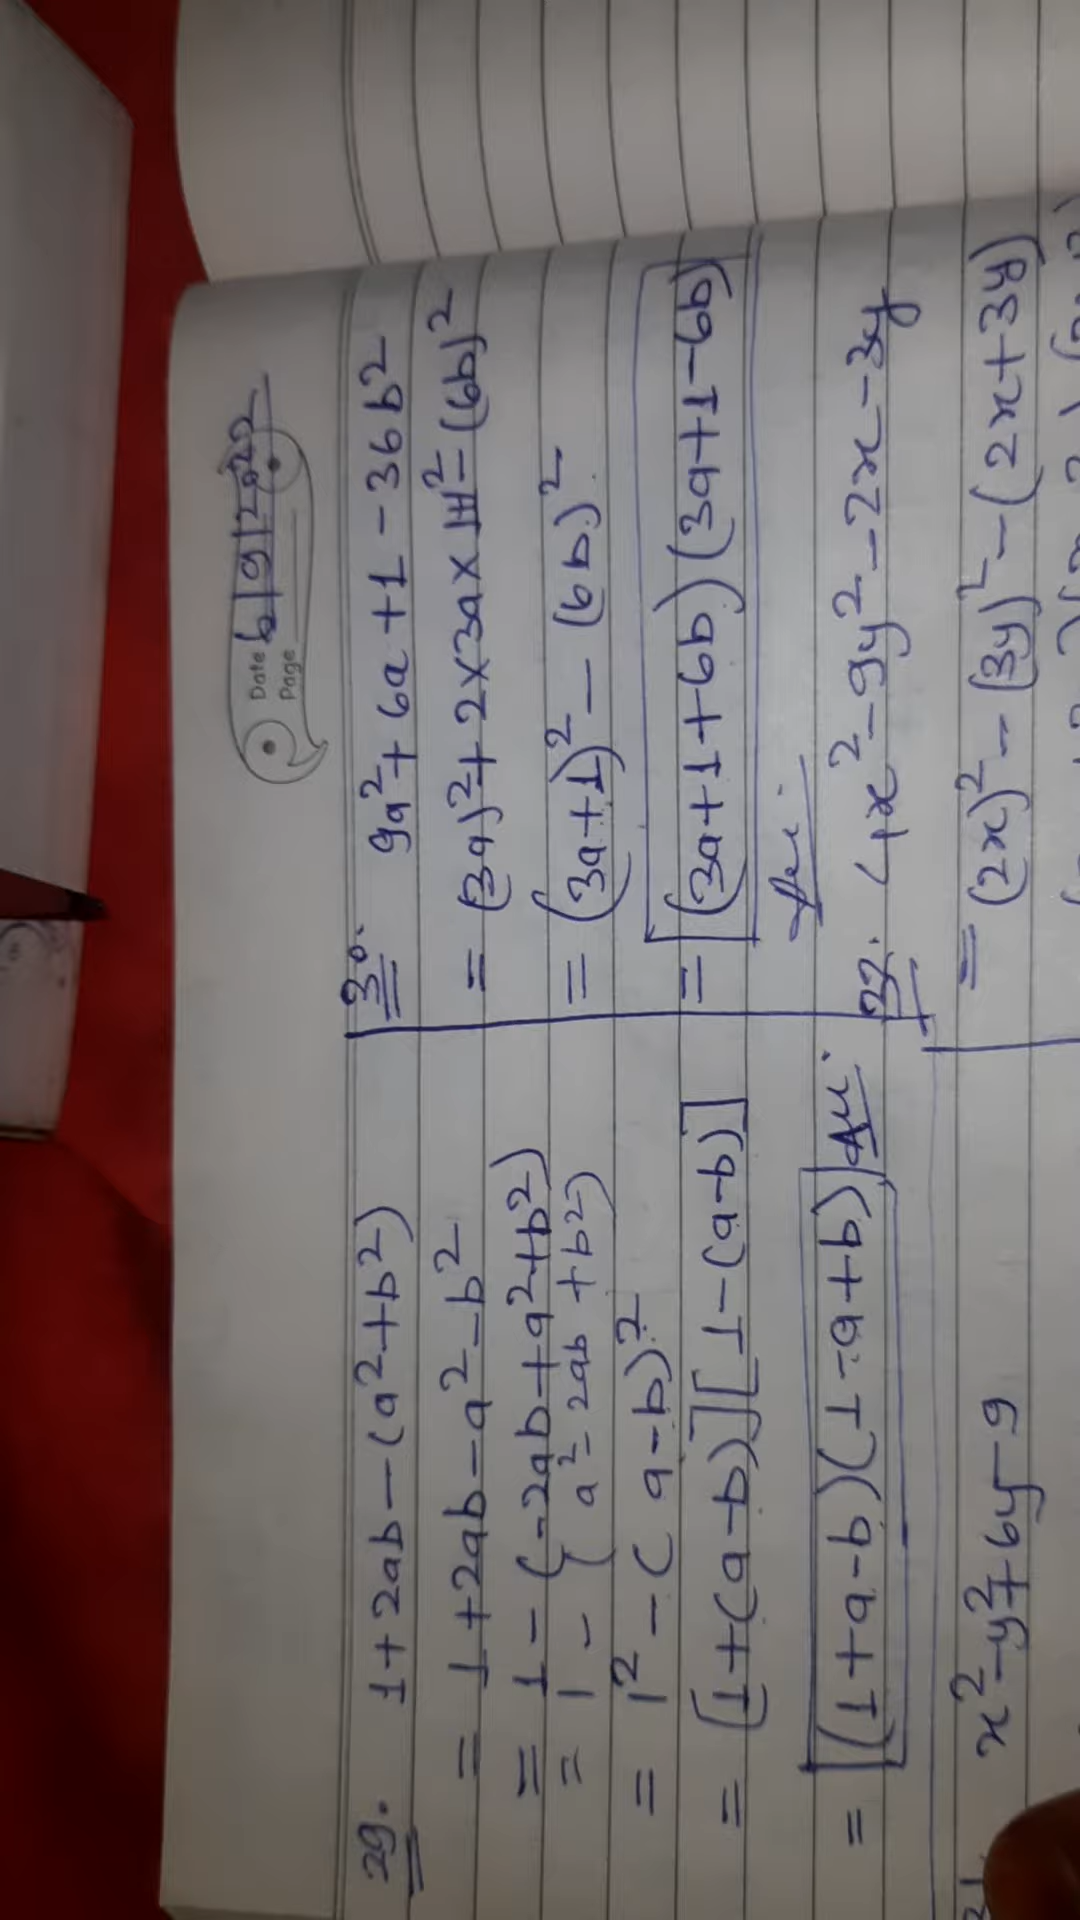 Date 6/9/2022
Page
29. 1+2ab-(a²+b²)
= 1+2ab-a²-b²
= 1-(-2ab+a²+b²)
= 1-(a²-2ab+b²)
= 1²-(a-b)²
= [1+(a-b)][1-(a-b)]
= (1+a-b)(1-a+b) Ans.
x²-y²+6y-9
30. 9a²+6a+1-36b²
= (3a)²+2×3a×1+1²-(6b)²
= (3a+1)²-(6b)²
= (3a+1+6b)(3a+1-6b)
Ans.
32. 4x²-9y²-2x-3y
= (2x)²-(3y)²-(2x+3y)